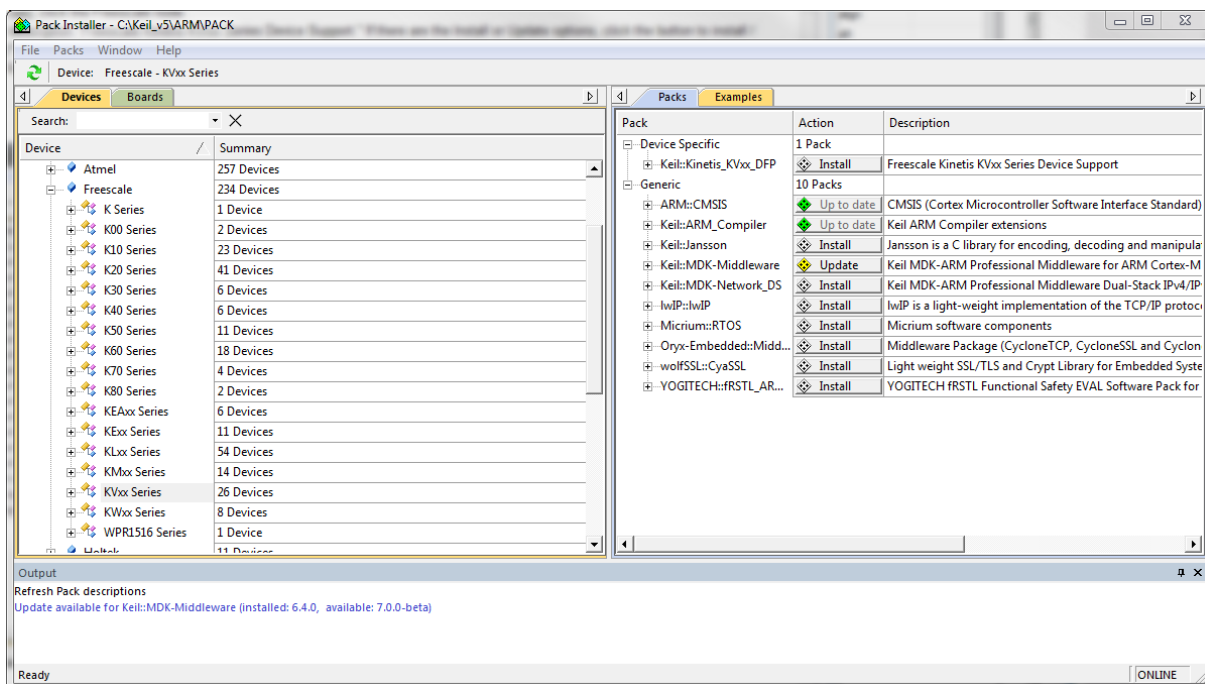 Pack Installer - C:\Keil_v5\ARM\PACK
File Packs Window Help
Device: Freescale - KVxx Series
Devices Boards
Search:
Device Summary
Atmel 257 Devices
Freescale 234 Devices
K Series 1 Device
K00 Series 2 Devices
K10 Series 23 Devices
K20 Series 41 Devices
K30 Series 6 Devices
K40 Series 6 Devices
K50 Series 11 Devices
K60 Series 18 Devices
K70 Series 4 Devices
K80 Series 2 Devices
KEAxx Series 6 Devices
KExx Series 11 Devices
KLxx Series 54 Devices
KMxx Series 14 Devices
KVxx Series 26 Devices
KWxx Series 8 Devices
WPR1516 Series 1 Device
Holtek 11 Devices
Packs Examples
Pack Action Description
Device Specific 1 Pack
Keil::Kinetis_KVxx_DFP Install Freescale Kinetis KVxx Series Device Support
Generic 10 Packs
ARM::CMSIS Up to date CMSIS (Cortex Microcontroller Software Interface Standard)
Keil::ARM_Compiler Up to date Keil ARM Compiler extensions
Keil::Jansson Install Jansson is a C library for encoding, decoding and manipula
Keil::MDK-Middleware Update Keil MDK-ARM Professional Middleware for ARM Cortex-M
Keil::MDK-Network_DS Install Keil MDK-ARM Professional Middleware Dual-Stack IPv4/IP
lwIP::lwIP Install lwIP is a light-weight implementation of the TCP/IP protoc
Micrium::RTOS Install Micrium software components
Oryx-Embedded::Midd... Install Middleware Package (CycloneTCP, CycloneSSL and Cyclon
wolfSSL::CyaSSL Install Light weight SSL/TLS and Crypt Library for Embedded Syste
YOGITECH::fRSTL_AR... Install YOGITECH fRSTL Functional Safety EVAL Software Pack for
Output
Refresh Pack descriptions
Update available for Keil::MDK-Middleware (installed: 6.4.0, available: 7.0.0-beta)
Ready ONLINE